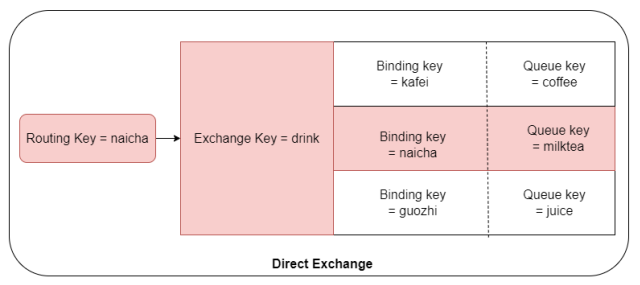 Routing Key = naicha
Exchange Key = drink
Binding key
= kafei
Queue key
= coffee
Binding key
= naicha
Queue key
= milktea
Binding key
= guozhi
Queue key
= juice
Direct Exchange